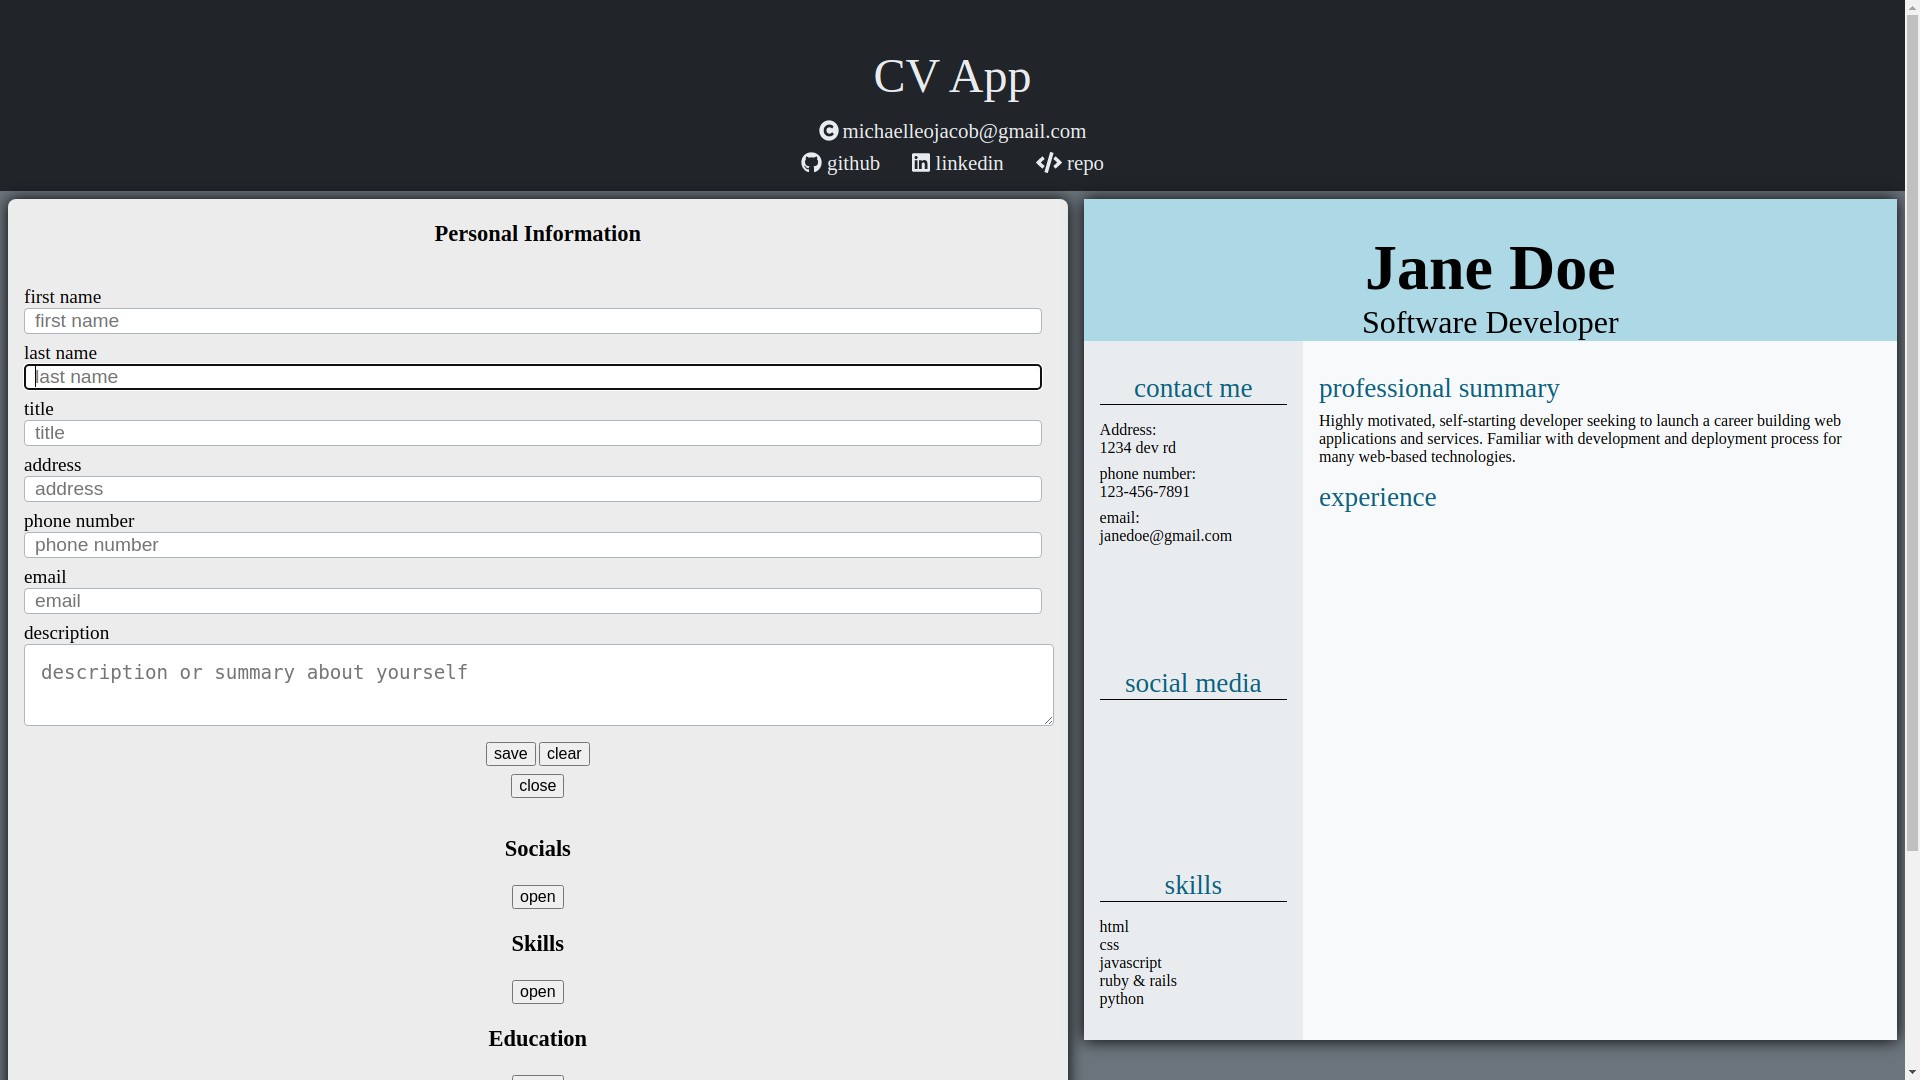 CV App
michaelleojacob@gmail.com
github linkedin repo
Personal Information
first name
first name
last name
last name
title
title
address
address
phone number
phone number
email
email
description
description or summary about yourself
save clear
close
Socials
open
Skills
open
Education
Jane Doe
Software Developer
contact me
Address:
1234 dev rd
phone number:
123-456-7891
email:
janedoe@gmail.com
social media
skills
html
css
javascript
ruby & rails
python
professional summary
Highly motivated, self-starting developer seeking to launch a career building web
applications and services. Familiar with development and deployment process for
many web-based technologies.
experience